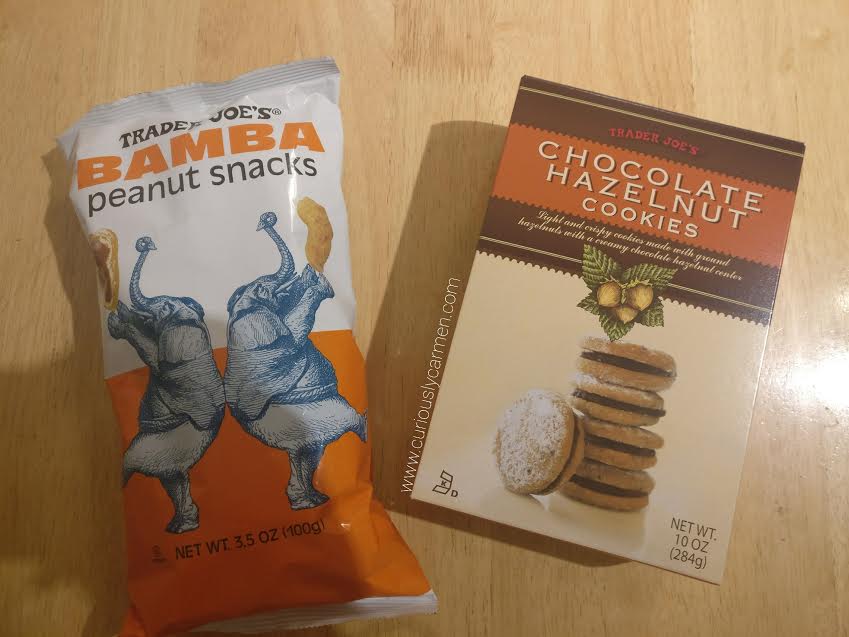 TRADER JOE'S®
BAMBA
peanut snacks
NET WT. 3.5 OZ (100g)
www.curiouslycarmen.com
TRADER JOE'S
CHOCOLATE
HAZELNUT
COOKIES
Light and crispy cookies made with ground
hazelnuts with a creamy chocolate hazelnut center
K D
NET WT.
10 OZ
(284g)